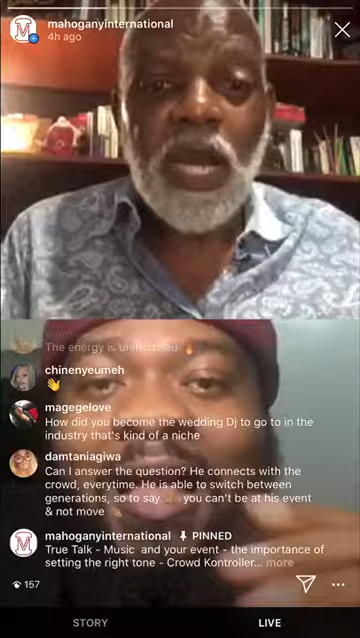 mahoganyinternational
4h ago
The energy is unmatched 🔥
chinenyeumeh
👋
magegelove
How did you become the wedding Dj to go to in the
industry that's kind of a niche
damtaniagiwa
Can I answer the question? He connects with the
crowd, everytime. He is able to switch between
generations, so to say you can't be at his event
& not move
mahoganyinternational PINNED
True Talk - Music and your event - the importance of
setting the right tone - Crowd Kontroller... more
157
STORY
LIVE